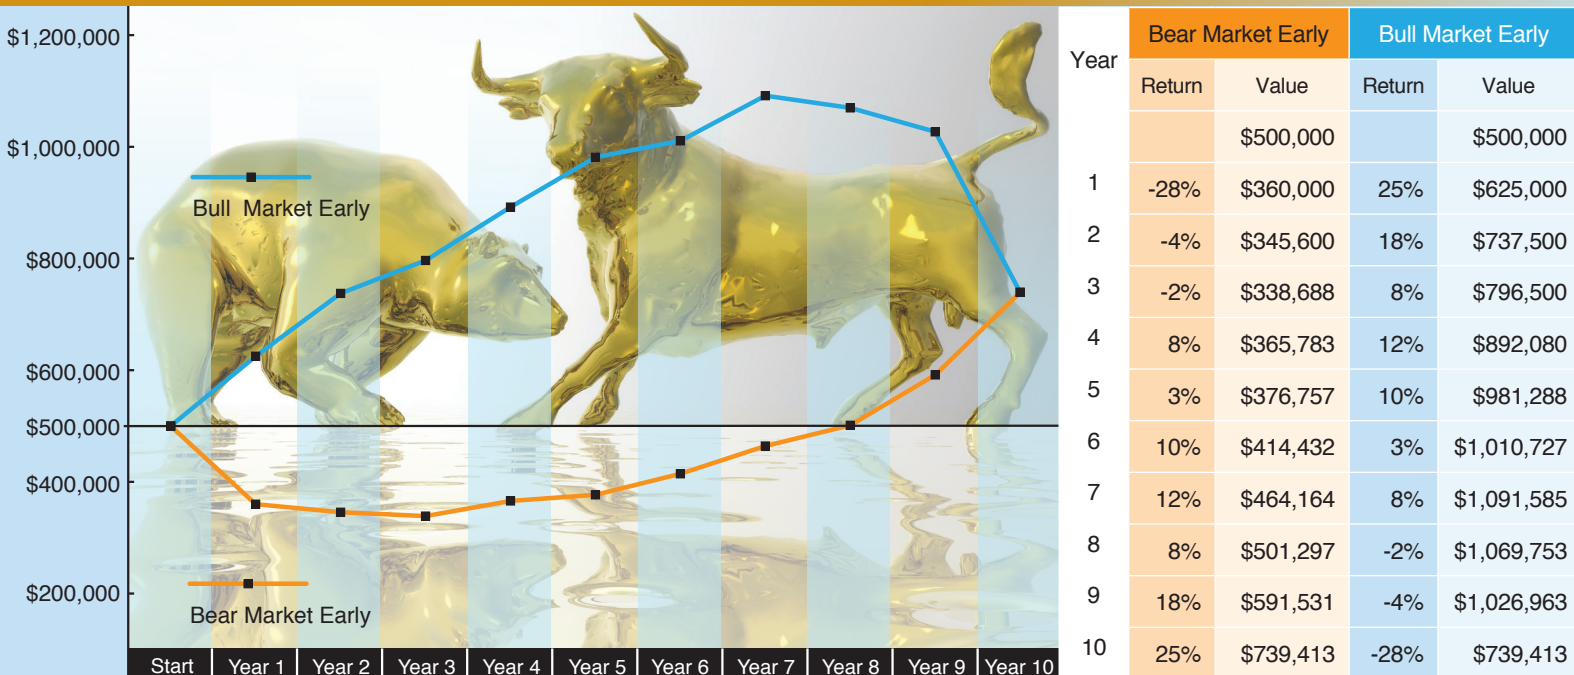 $1,200,000
$1,000,000
$800,000
$600,000
$500,000
$400,000
$200,000
Bull Market Early
Bear Market Early
Start Year 1 Year 2 Year 3 Year 4 Year 5 Year 6 Year 7 Year 8 Year 9 Year 10
Year Bear Market Early Bull Market Early
Return Value Return Value
$500,000 $500,000
1 -28% $360,000 25% $625,000
2 -4% $345,600 18% $737,500
3 -2% $338,688 8% $796,500
4 8% $365,783 12% $892,080
5 3% $376,757 10% $981,288
6 10% $414,432 3% $1,010,727
7 12% $464,164 8% $1,091,585
8 8% $501,297 -2% $1,069,753
9 18% $591,531 -4% $1,026,963
10 25% $739,413 -28% $739,413